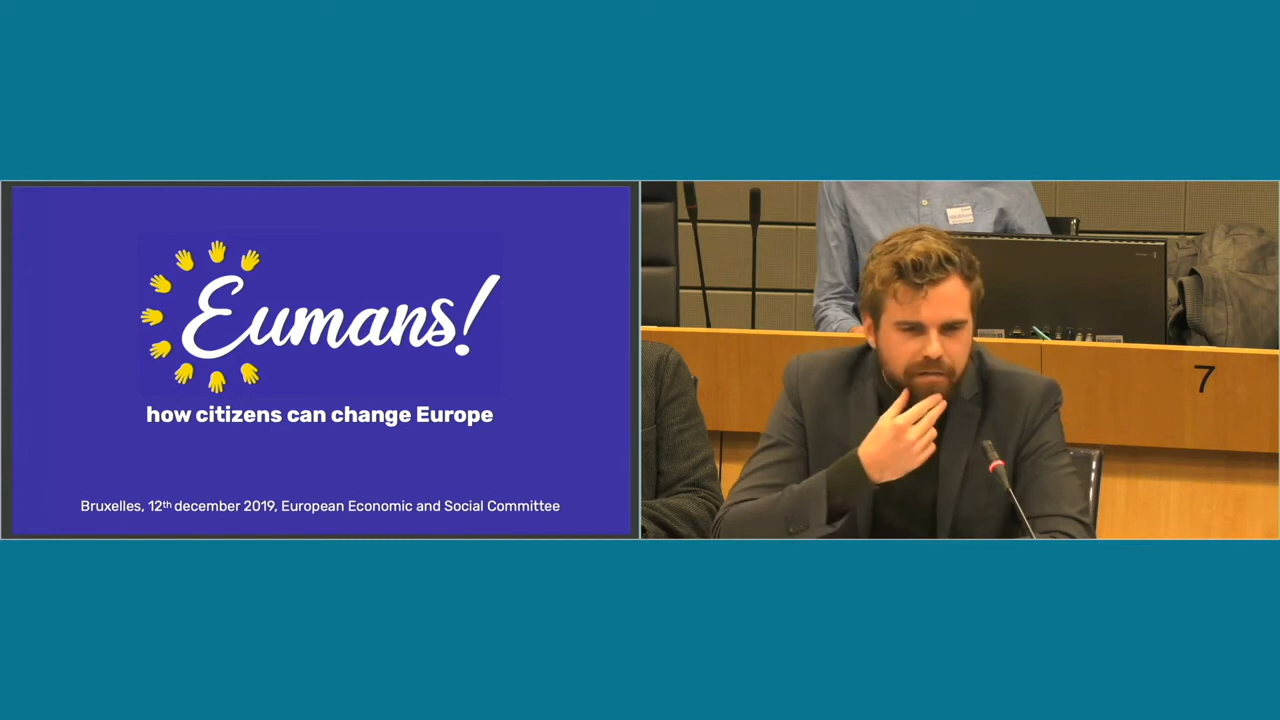 Eumans!
how citizens can change Europe
Bruxelles, 12th december 2019, European Economic and Social Committee
7